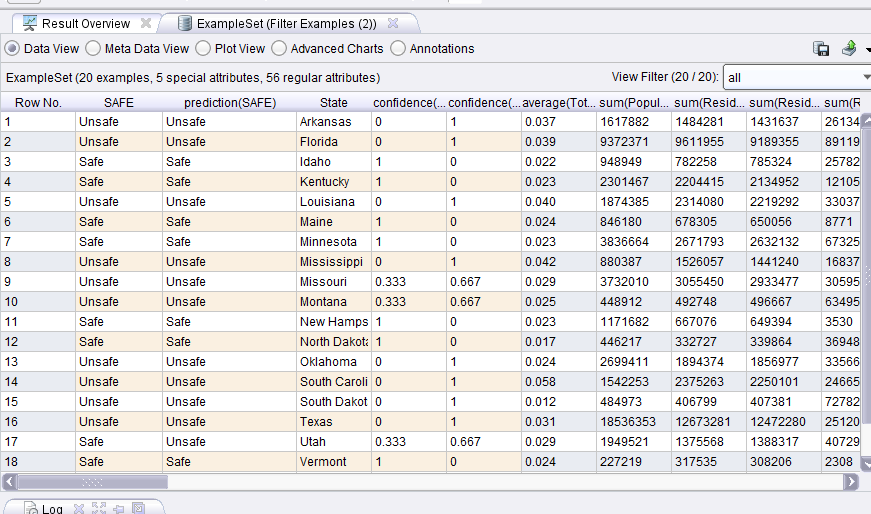 Result Overview ExampleSet (Filter Examples (2))
Data View Meta Data View Plot View Advanced Charts Annotations
ExampleSet (20 examples, 5 special attributes, 56 regular attributes) View Filter (20 / 20): all
Row No. SAFE prediction(SAFE) State confidence(... confidence(... average(Tot... sum(Popul... sum(Resid... sum(Resid... sum(R
1 Unsafe Unsafe Arkansas 0 1 0.037 1617882 1484281 1431637 26134
2 Unsafe Unsafe Florida 0 1 0.039 9372371 9611955 9189355 89119
3 Safe Safe Idaho 1 0 0.022 948949 782258 785324 25782
4 Safe Safe Kentucky 1 0 0.023 2301467 2204415 2134952 12105
5 Unsafe Unsafe Louisiana 0 1 0.040 1874385 2314080 2219292 33037
6 Safe Safe Maine 1 0 0.024 846180 678305 650056 8771
7 Safe Safe Minnesota 1 0 0.023 3836664 2671793 2632132 67325
8 Unsafe Unsafe Mississippi 0 1 0.042 880387 1526057 1441240 16837
9 Unsafe Unsafe Missouri 0.333 0.667 0.029 3732010 3055450 2933477 30595
10 Unsafe Unsafe Montana 0.333 0.667 0.025 448912 492748 496667 63495
11 Safe Safe New Hamps 1 0 0.023 1171682 667076 649394 3530
12 Safe Safe North Dakota 1 0 0.017 446217 332727 339864 36948
13 Unsafe Unsafe Oklahoma 0 1 0.024 2699411 1894374 1856977 33566
14 Unsafe Unsafe South Caroli 0 1 0.058 1542253 2375263 2250101 24665
15 Unsafe Unsafe South Dakot 0 1 0.012 484973 406799 407381 72782
16 Unsafe Unsafe Texas 0 1 0.031 18536353 12673281 12472280 25120
17 Safe Unsafe Utah 0.333 0.667 0.029 1949521 1375568 1388317 40729
18 Safe Safe Vermont 1 0 0.024 227219 317535 308206 2308
Log